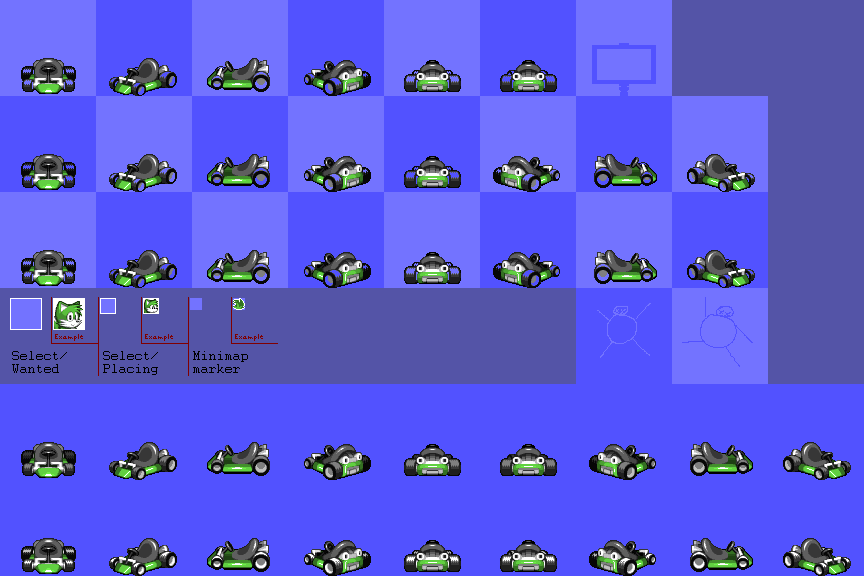 Example
Example
Example
Select/
Wanted
Select/
Placing
Minimap
marker